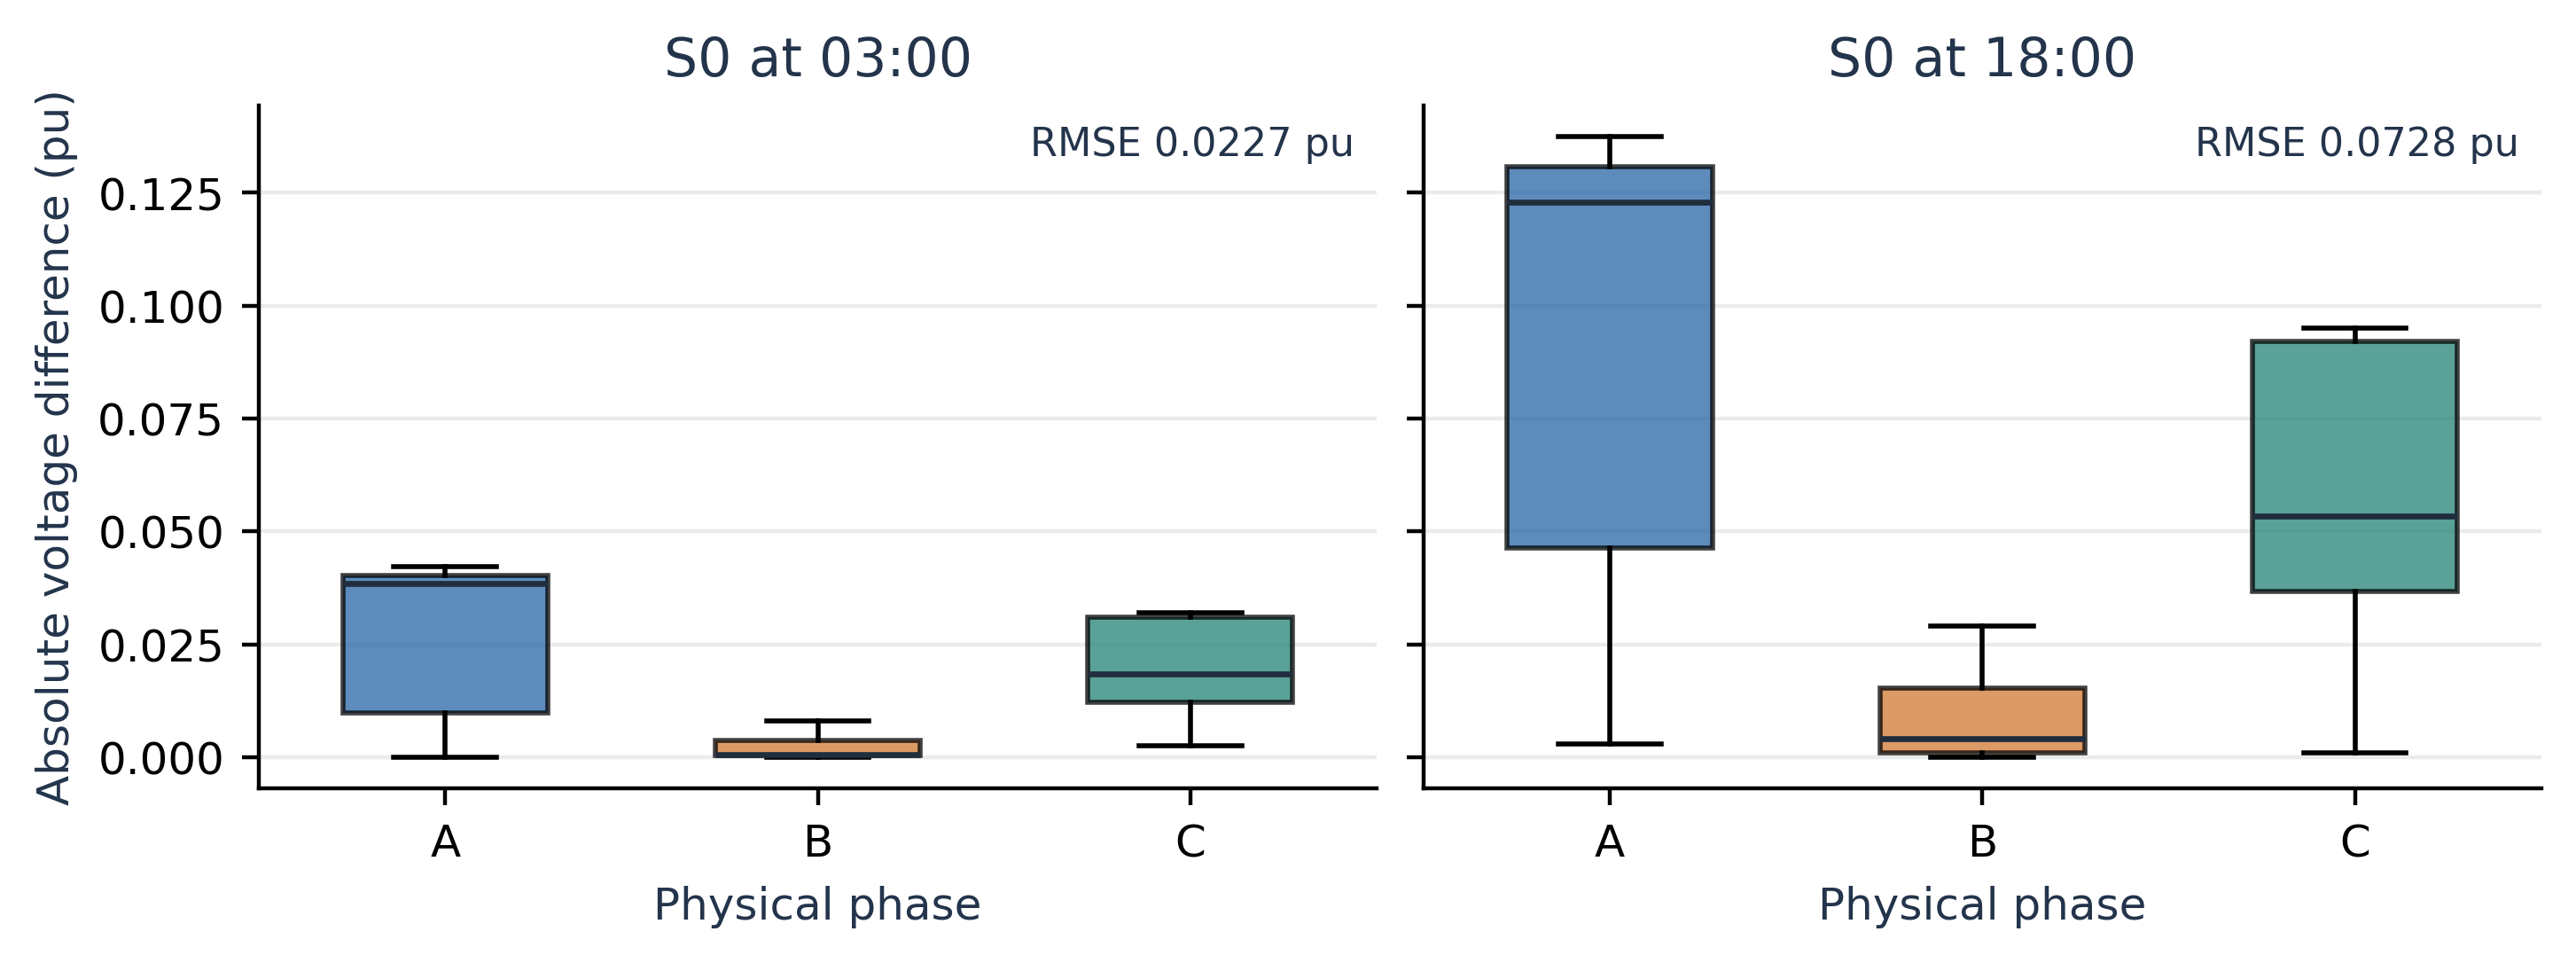 S0 at 03:00
S0 at 18:00
Absolute voltage difference (pu)
RMSE 0.0227 pu
RMSE 0.0728 pu
0.125
0.100
0.075
0.050
0.025
0.000
A B C
A B C
Physical phase
Physical phase